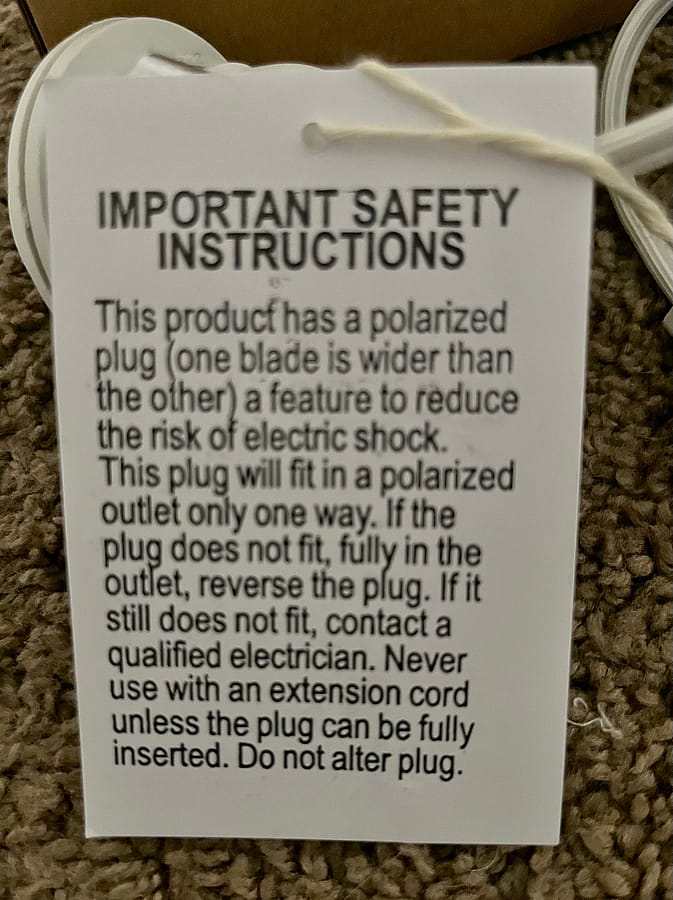 IMPORTANT SAFETY
INSTRUCTIONS
This product has a polarized
plug (one blade is wider than
the other) a feature to reduce
the risk of electric shock.
This plug will fit in a polarized
outlet only one way. If the
plug does not fit, fully in the
outlet, reverse the plug. If it
still does not fit, contact a
qualified electrician. Never
use with an extension cord
unless the plug can be fully
inserted. Do not alter plug.